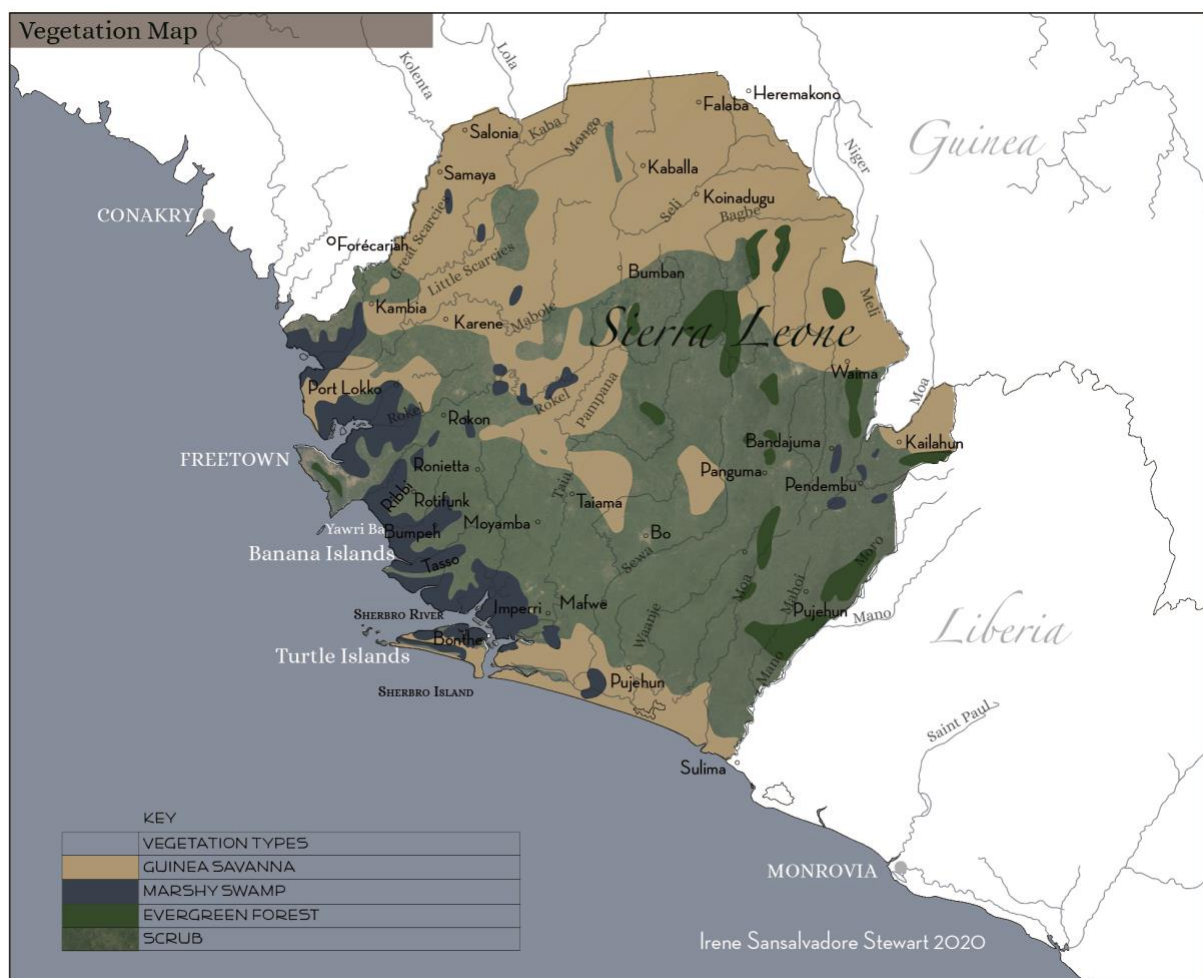 Vegetation Map
Kolenta
Lola
Heremakono
Falaba
Guinea
Salonia
Kaba
Mongo
Niger
Samaya
Kaballa
Koinadugu
CONAKRY
Seli
Bagbe
Forécariah
Great Scarcies
Little Scarcies
Bumban
Meli
Kambia
Karene
Mabole
Sierra Leone
Waima
Port Lokko
Rokel
Rokel
Pampana
Moa
Rokon
Bandajuma
Kailahun
FREETOWN
Ronietta
Panguma
Pendembu
Ribbi
Rotifunk
Taia
Taiama
Yawri Ba
Bumpeh
Moyamba
Bo
Banana Islands
Tasso
Sewa
Moro
Moa
Mahoi
SHERBRO RIVER
Imperri
Mafwe
Pujehun
Mano
Liberia
Waanje
Bonthe
Turtle Islands
Mano
SHERBRO ISLAND
Pujehun
Saint Paul
Sulima
KEY
VEGETATION TYPES
GUINEA SAVANNA
MARSHY SWAMP
EVERGREEN FOREST
SCRUB
MONROVIA
Irene Sansalvadore Stewart 2020